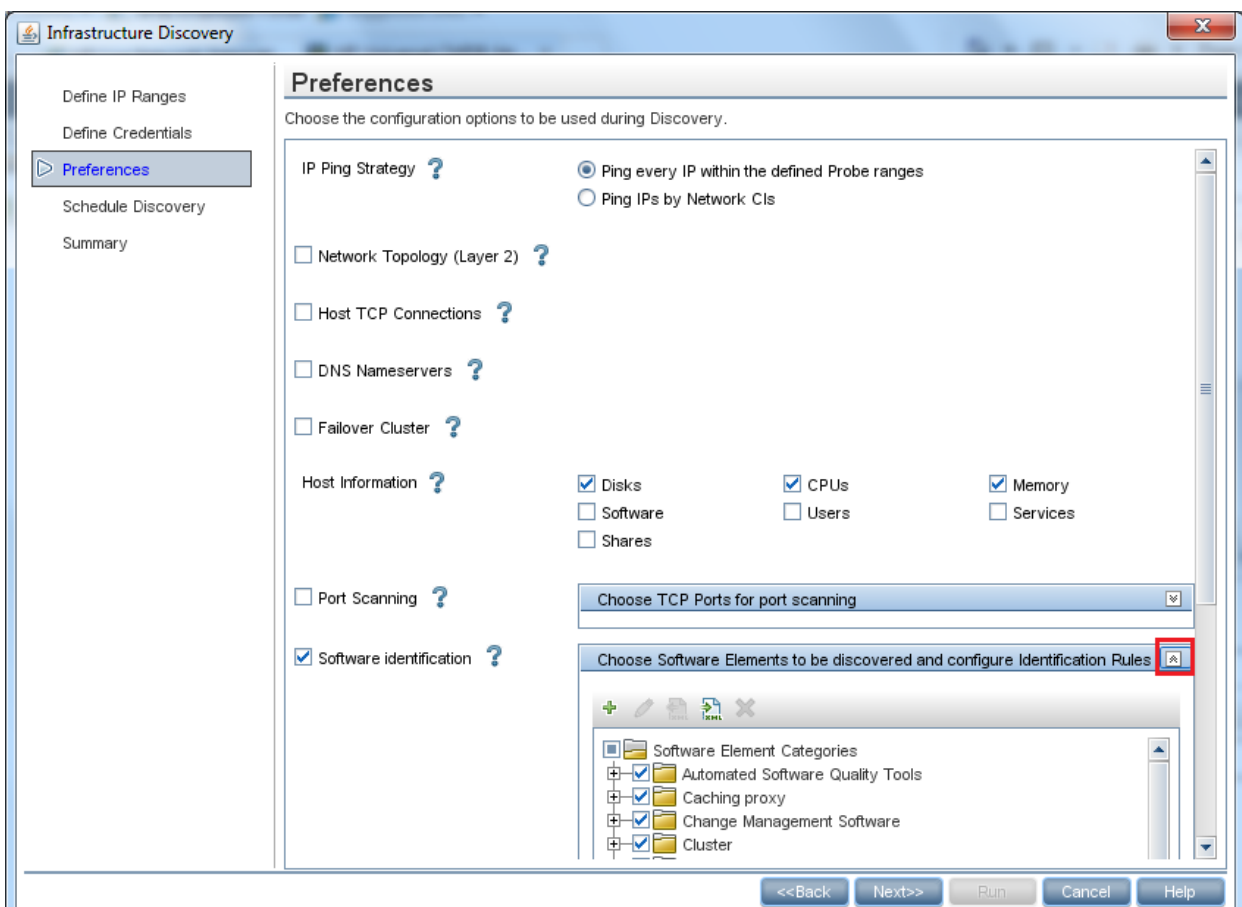 Infrastructure Discovery
Define IP Ranges
Define Credentials
Preferences
Schedule Discovery
Summary
Preferences
Choose the configuration options to be used during Discovery.
IP Ping Strategy ?
Ping every IP within the defined Probe ranges
Ping IPs by Network CIs
Network Topology (Layer 2) ?
Host TCP Connections ?
DNS Nameservers ?
Failover Cluster ?
Host Information ?
Disks CPUs Memory
Software Users Services
Shares
Port Scanning ?
Choose TCP Ports for port scanning
Software identification ?
Choose Software Elements to be discovered and configure Identification Rules
XML
Software Element Categories
Automated Software Quality Tools
Caching proxy
Change Management Software
Cluster
<<Back Next>> Run Cancel Help